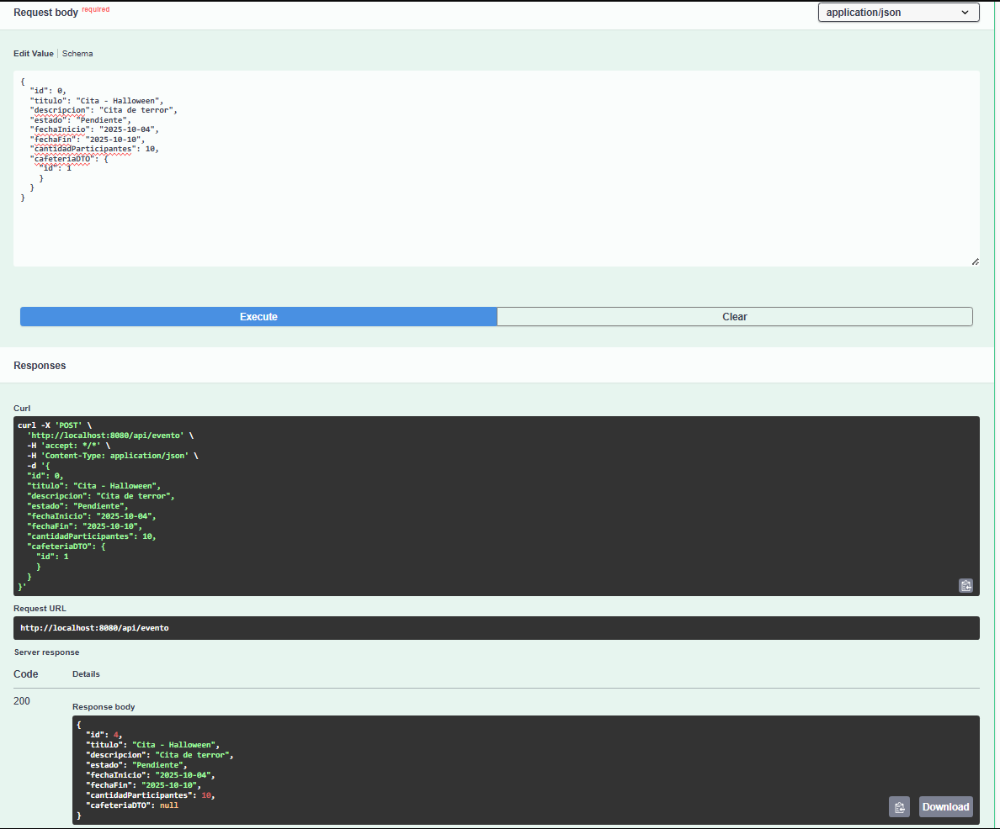 Request body required
application/json
Edit Value | Schema
{
  "id": 0,
  "titulo": "Cita - Halloween",
  "descripcion": "Cita de terror",
  "estado": "Pendiente",
  "fechaInicio": "2025-10-04",
  "fechaFin": "2025-10-10",
  "cantidadParticipantes": 10,
  "cafeteriaDTO": {
    "id": 1
    }
  }
}
Execute
Clear
Responses
Curl
curl -X 'POST' \
  'http://localhost:8080/api/evento' \
  -H 'accept: */*' \
  -H 'Content-Type: application/json' \
  -d '{
  "id": 0,
  "titulo": "Cita - Halloween",
  "descripcion": "Cita de terror",
  "estado": "Pendiente",
  "fechaInicio": "2025-10-04",
  "fechaFin": "2025-10-10",
  "cantidadParticipantes": 10,
  "cafeteriaDTO": {
    "id": 1
    }
  }
}'
Request URL
http://localhost:8080/api/evento
Server response
Code Details
200
Response body
{
  "id": 4,
  "titulo": "Cita - Halloween",
  "descripcion": "Cita de terror",
  "estado": "Pendiente",
  "fechaInicio": "2025-10-04",
  "fechaFin": "2025-10-10",
  "cantidadParticipantes": 10,
  "cafeteriaDTO": null
}
Download